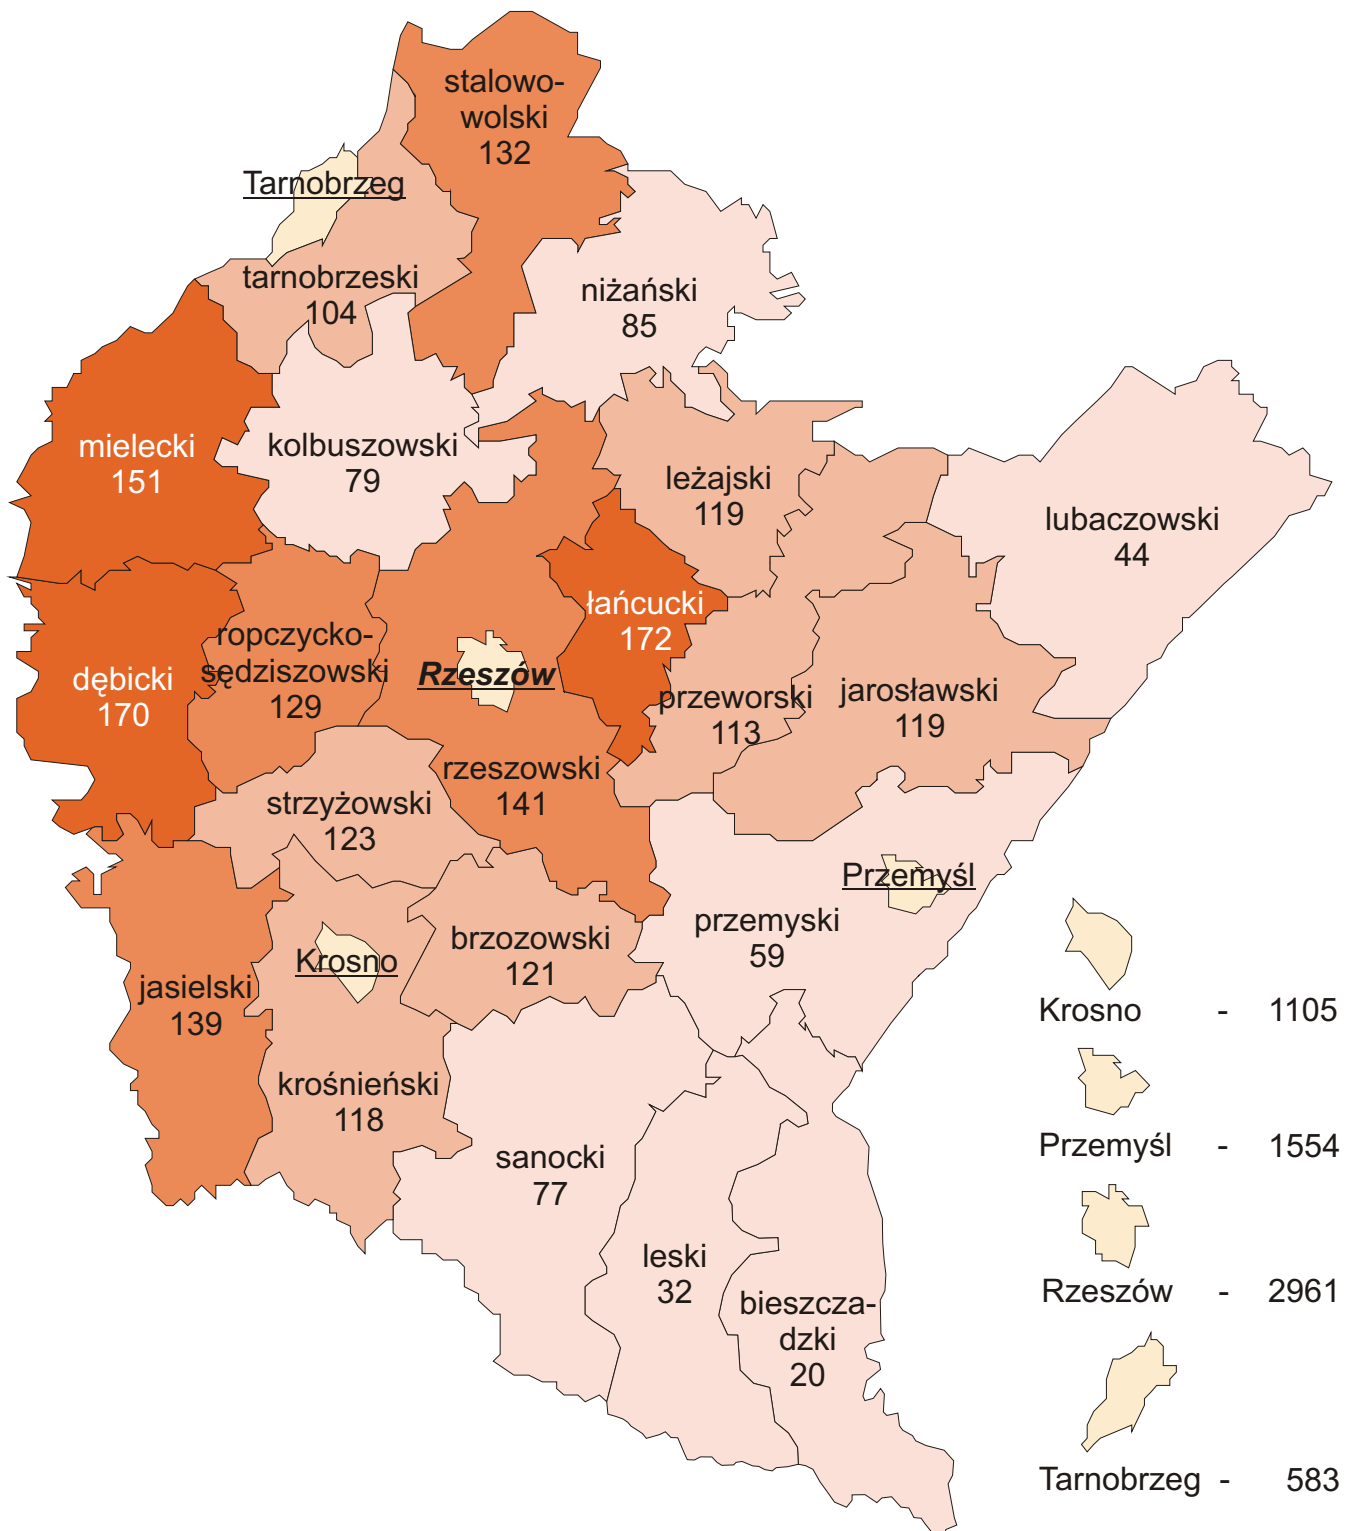 stalowo-
wolski
132
Tarnobrzeg
tarnobrzeski
104
niżański
85
mielecki
151
kolbuszowski
79
leżajski
119
lubaczowski
44
łańcucki
172
ropczycko-
sędziszowski
129
dębicki
170
Rzeszów
przeworski
113
jarosławski
119
rzeszowski
141
strzyżowski
123
Przemyśl
przemyski
59
brzozowski
121
Krosno
jasielski
139
krośnieński
118
sanocki
77
leski
32
bieszcza-
dzki
20
Krosno - 1105
Przemyśl - 1554
Rzeszów - 2961
Tarnobrzeg - 583